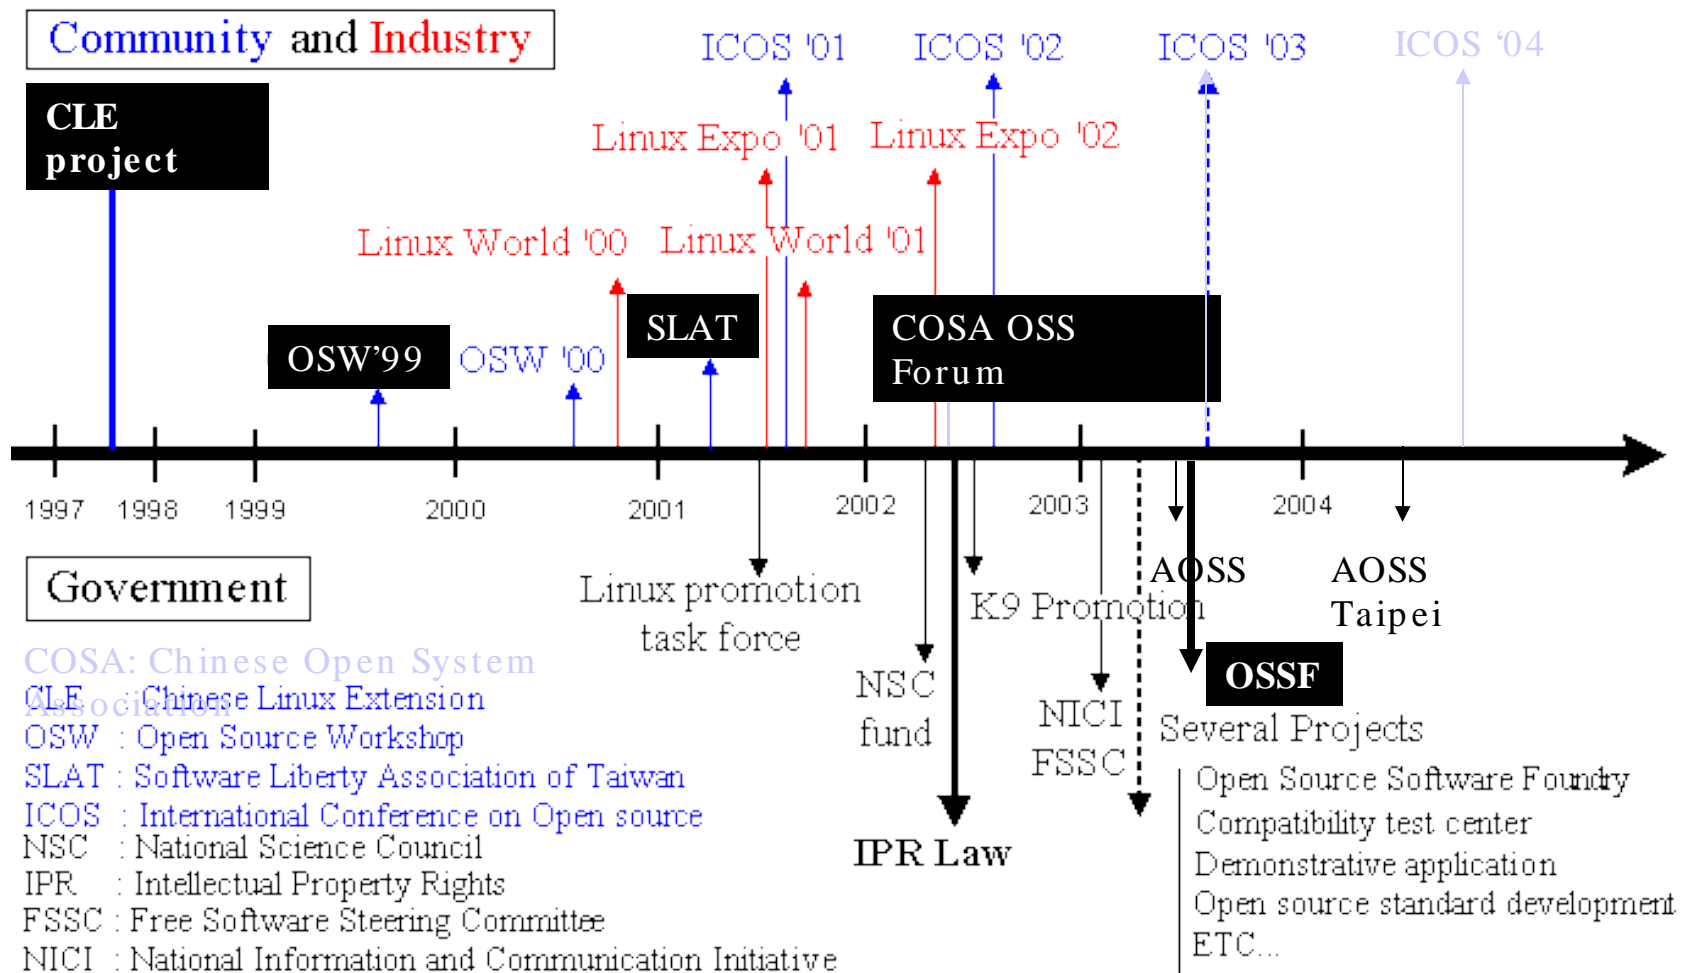 Community and Industry
ICOS '01
ICOS '02
ICOS '03
ICOS ‘04
CLE
project
Linux Expo '01
Linux Expo '02
Linux World '00
Linux World '01
SLAT
COSA OSS
Forum
OSW’99
OSW '00
1997
1998
1999
2000
2001
2002
2003
2004
Government
Linux promotion
task force
K9 Promotion
AOSS
AOSS
Taipei
OSSF
NSC
fund
NICI
FSSC
IPR Law
Several Projects
Open Source Software Foundry
Compatibility test center
Demonstrative application
Open source standard development
ETC...
COSA: Chinese Open System
Association
CLE : Chinese Linux Extension
OSW : Open Source Workshop
SLAT : Software Liberty Association of Taiwan
ICOS : International Conference on Open source
NSC : National Science Council
IPR : Intellectual Property Rights
FSSC : Free Software Steering Committee
NICI : National Information and Communication Initiative